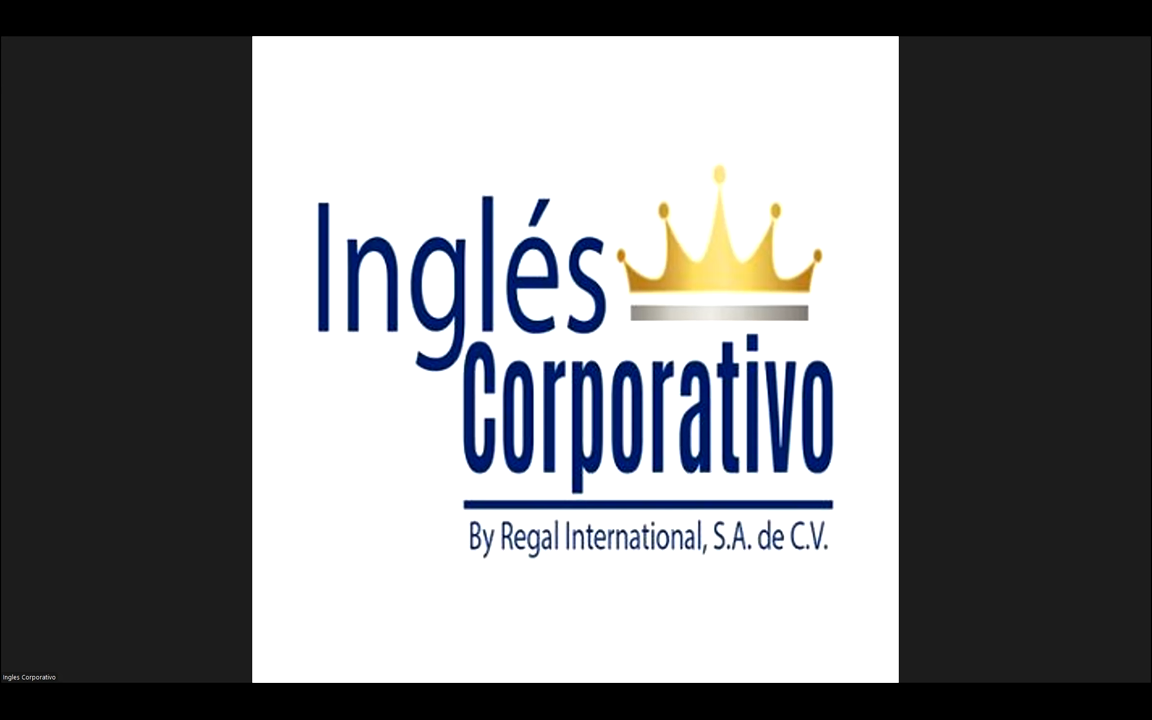 Inglés
Corporativo
By Regal International, S.A. de C.V.
Ingles Corporativo